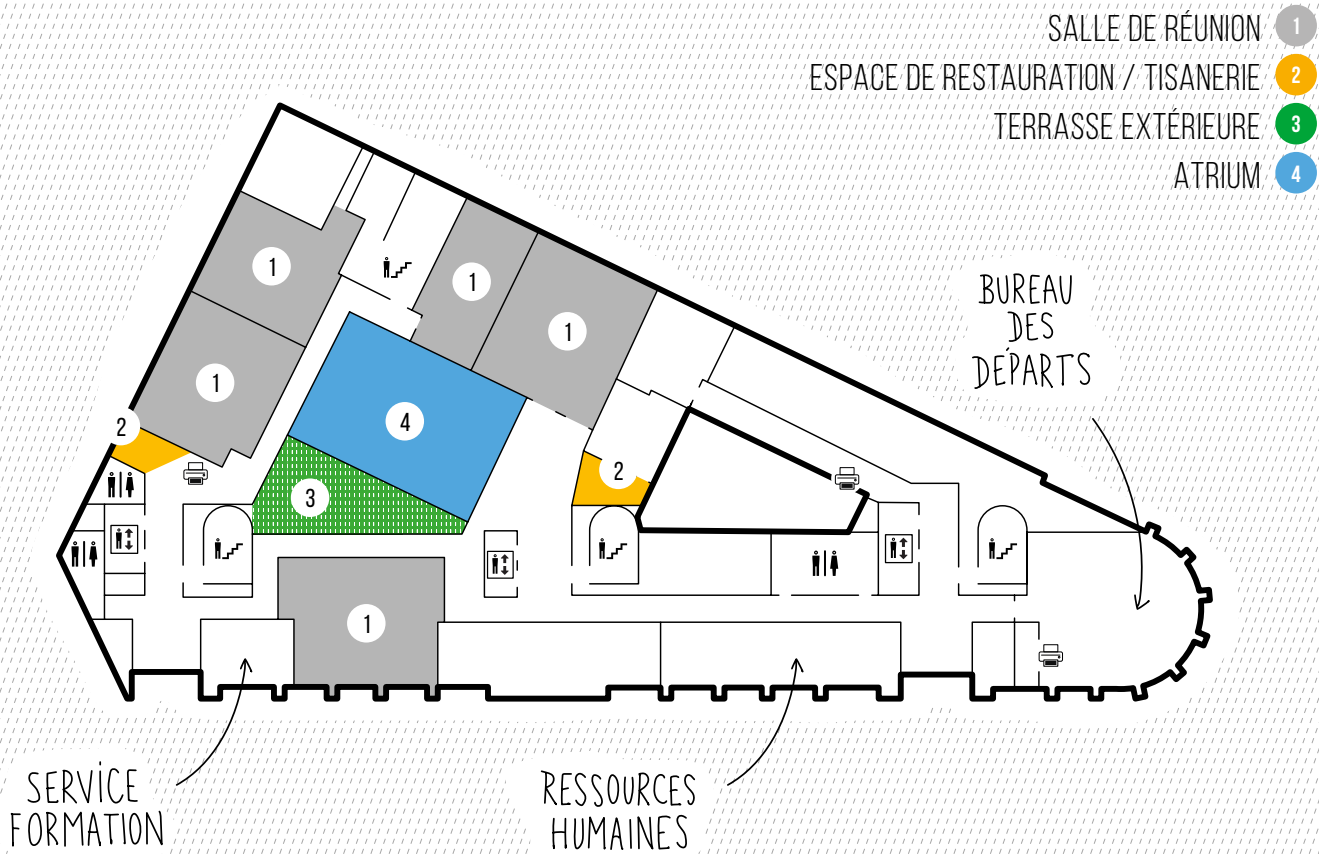 SALLE DE RÉUNION 1
ESPACE DE RESTAURATION / TISANERIE 2
TERRASSE EXTÉRIEURE 3
ATRIUM 4
1
1
1
1
2
4
2
3
1
BUREAU
DES
DÉPARTS
SERVICE
FORMATION
RESSOURCES
HUMAINES